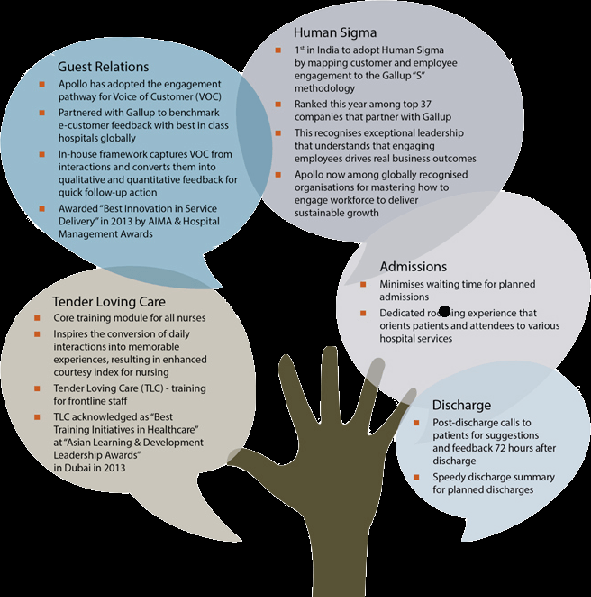 Guest Relations
Apollo has adopted the engagement
pathway for Voice of Customer (VOC)
Partnered with Gallup to benchmark
e-customer feedback with best in class
hospitals globally
In-house framework captures VOC from
interactions and converts them into
qualitative and quantitative feedback for
quick follow-up action
Awarded "Best Innovation in Service
Delivery" in 2013 by AIMA & Hospital
Management Awards
Human Sigma
1st in India to adopt Human Sigma
by mapping customer and employee
engagement to the Gallup "S"
methodology
Ranked this year among top 37
companies that partner with Gallup
This recognises exceptional leadership
that understands that engaging
employees drives real business outcomes
Apollo now among globally recognised
organisations for mastering how to
engage workforce to deliver
sustainable growth
Admissions
Minimises waiting time for planned
admissions
Dedicated experience that
orients patients and attendees to various
hospital services
Tender Loving Care
Core training module for all nurses
Inspires the conversion of daily
interactions into memorable
experiences, resulting in enhanced
courtesy index for nursing
Tender Loving Care (TLC) - training
for frontline staff
TLC acknowledged as "Best
Training Initiatives in Healthcare"
at "Asian Learning & Development
Leadership Awards"
in Dubai in 2013
Discharge
Post-discharge calls to
patients for suggestions
and feedback 72 hours after
discharge
Speedy discharge summary
for planned discharges